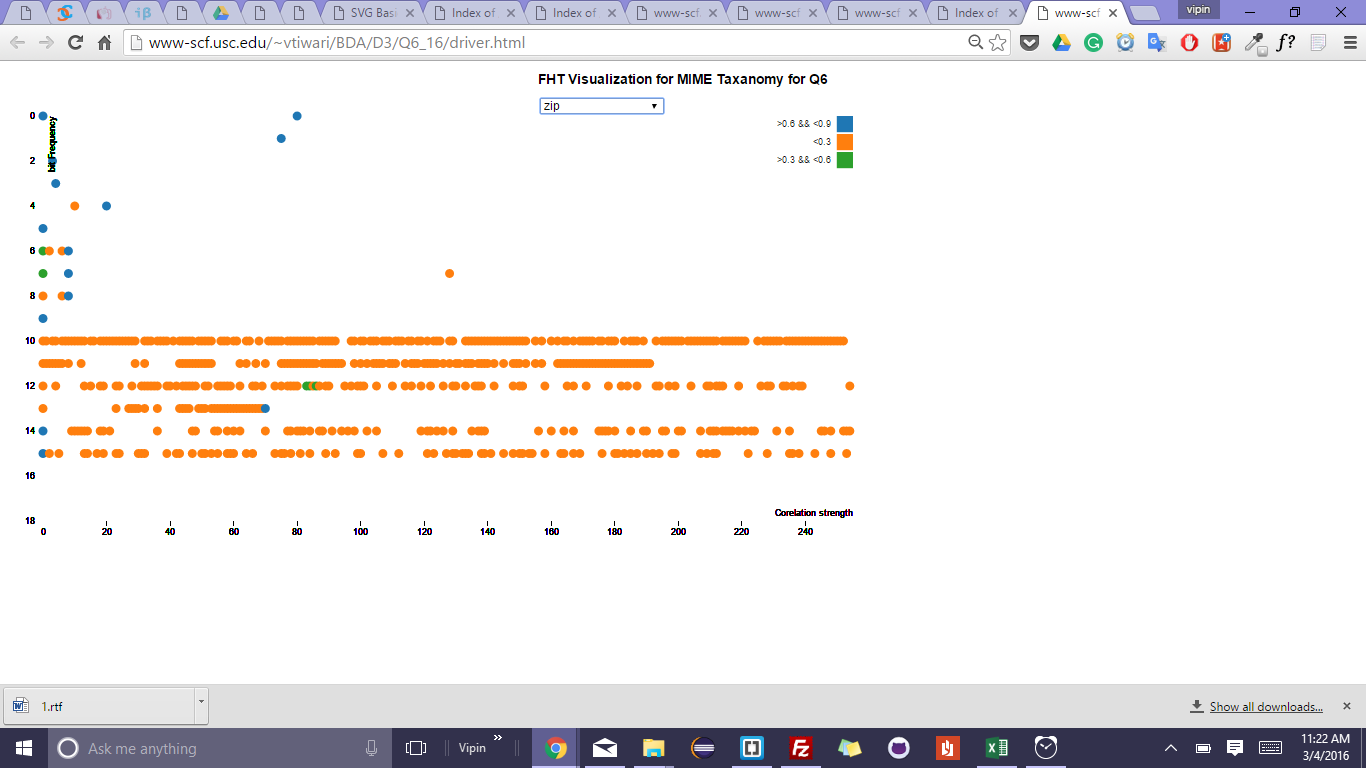 SVG Basi
Index of
Index of
www-scf.
www-scf
www-scf
Index of
www-scf
vipin
www-scf.usc.edu/~vtiwari/BDA/D3/Q6_16/driver.html
FHT Visualization for MIME Taxanomy for Q6
zip
>0.6 && <0.9
<0.3
>0.3 && <0.6
bit Frequency
0
2
4
6
8
10
12
14
16
18
Corelation strength
0 20 40 60 80 100 120 140 160 180 200 220 240
1.rtf
Show all downloads...
Ask me anything
Vipin
11:22 AM
3/4/2016